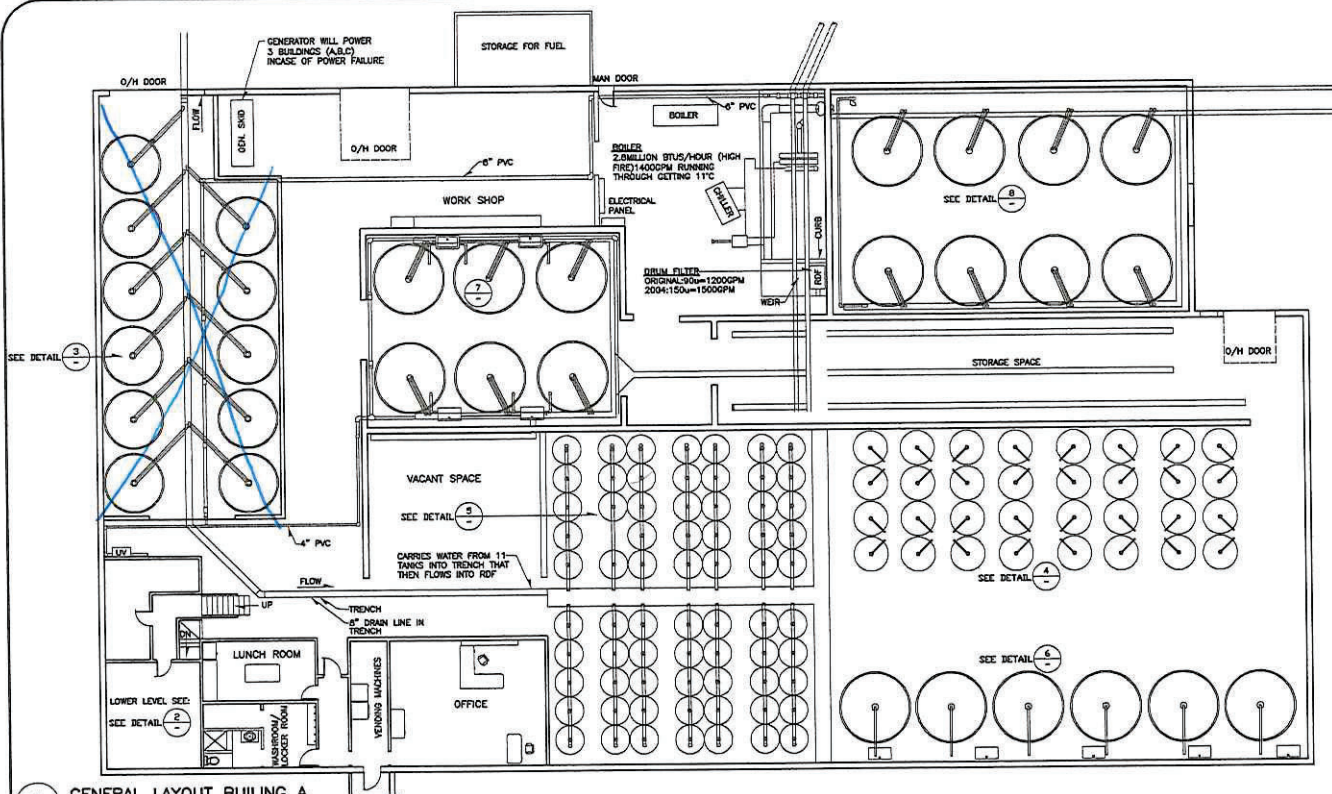 GENERATOR WILL POWER
3 BUILDINGS (A,B,C)
INCASE OF POWER FAILURE
STORAGE FOR FUEL
O/H DOOR
MAN DOOR
FLOW
GEN. SKID
O/H DOOR
6" PVC
BOILER
6" PVC
BOILER
2.8MILLION BTUS/HOUR (HIGH
FIRE)1400GPM RUNNING
THROUGH GETTING 11°C
CHILLER
WORK SHOP
ELECTRICAL
PANEL
SEE DETAIL 8
-
CURB
7
-
DRUM FILTER
ORIGINAL:90u=1200GPM
2004:150u=1500GPM
WEIR
RDF
SEE DETAIL 3
-
STORAGE SPACE
O/H DOOR
VACANT SPACE
SEE DETAIL 5
-
4" PVC
UV
CARRIES WATER FROM 11
TANKS INTO TRENCH THAT
THEN FLOWS INTO RDF
SEE DETAIL 4
-
FLOW
UP
TRENCH
8" DRAIN LINE IN
TRENCH
DN
LUNCH ROOM
SEE DETAIL 6
-
LOWER LEVEL SEE:
SEE DETAIL 2
-
WASHROOM/
LOCKER ROOM
VENDING MACHINES
OFFICE
GENERAL LAYOUT BUILING A